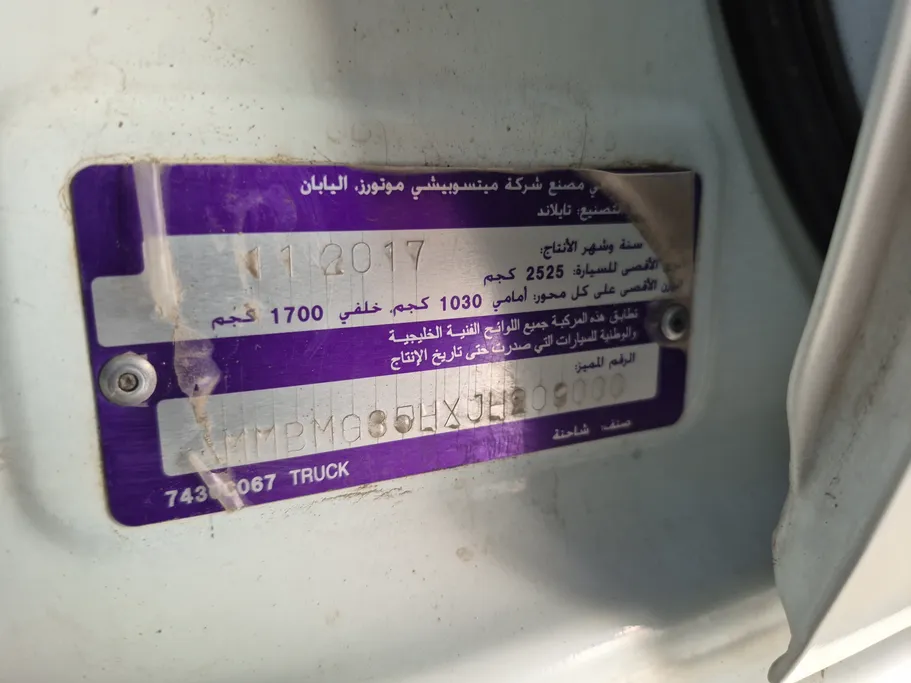 مصنع شركة ميتسوبيشي موتورز، اليابان
تايلاند
سنة وشهر الأنتاج:
11 2017
الأقصى للسيارة: 2525 كجم
الأقصى على كل محور: أمامي 1030 كجم، خلفي 1700 كجم
تطابق هذه المركبة جميع اللوائح الفنية الخليجية
والوطنية للسيارات التي صدرت حتى تاريخ الإنتاج
الرقم المميز:
صنف: شاحنة
TRUCK